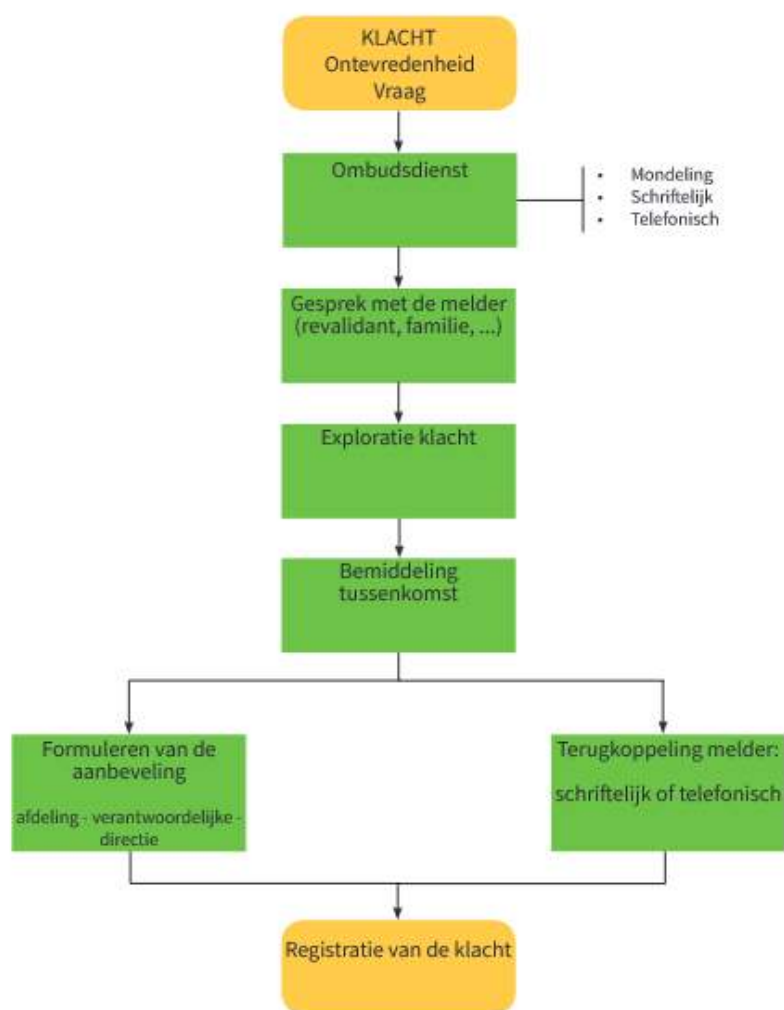 KLACHT
Ontevredenheid
Vraag
Ombudsdienst
• Mondeling
• Schriftelijk
• Telefonisch
Gesprek met de melder
(revalidant, familie, ...)
Exploratie klacht
Bemiddeling
tussenkomst
Formuleren van de
aanbeveling
afdeling - verantwoordelijke -
directie
Terugkoppeling melder:
schriftelijk of telefonisch
Registratie van de klacht